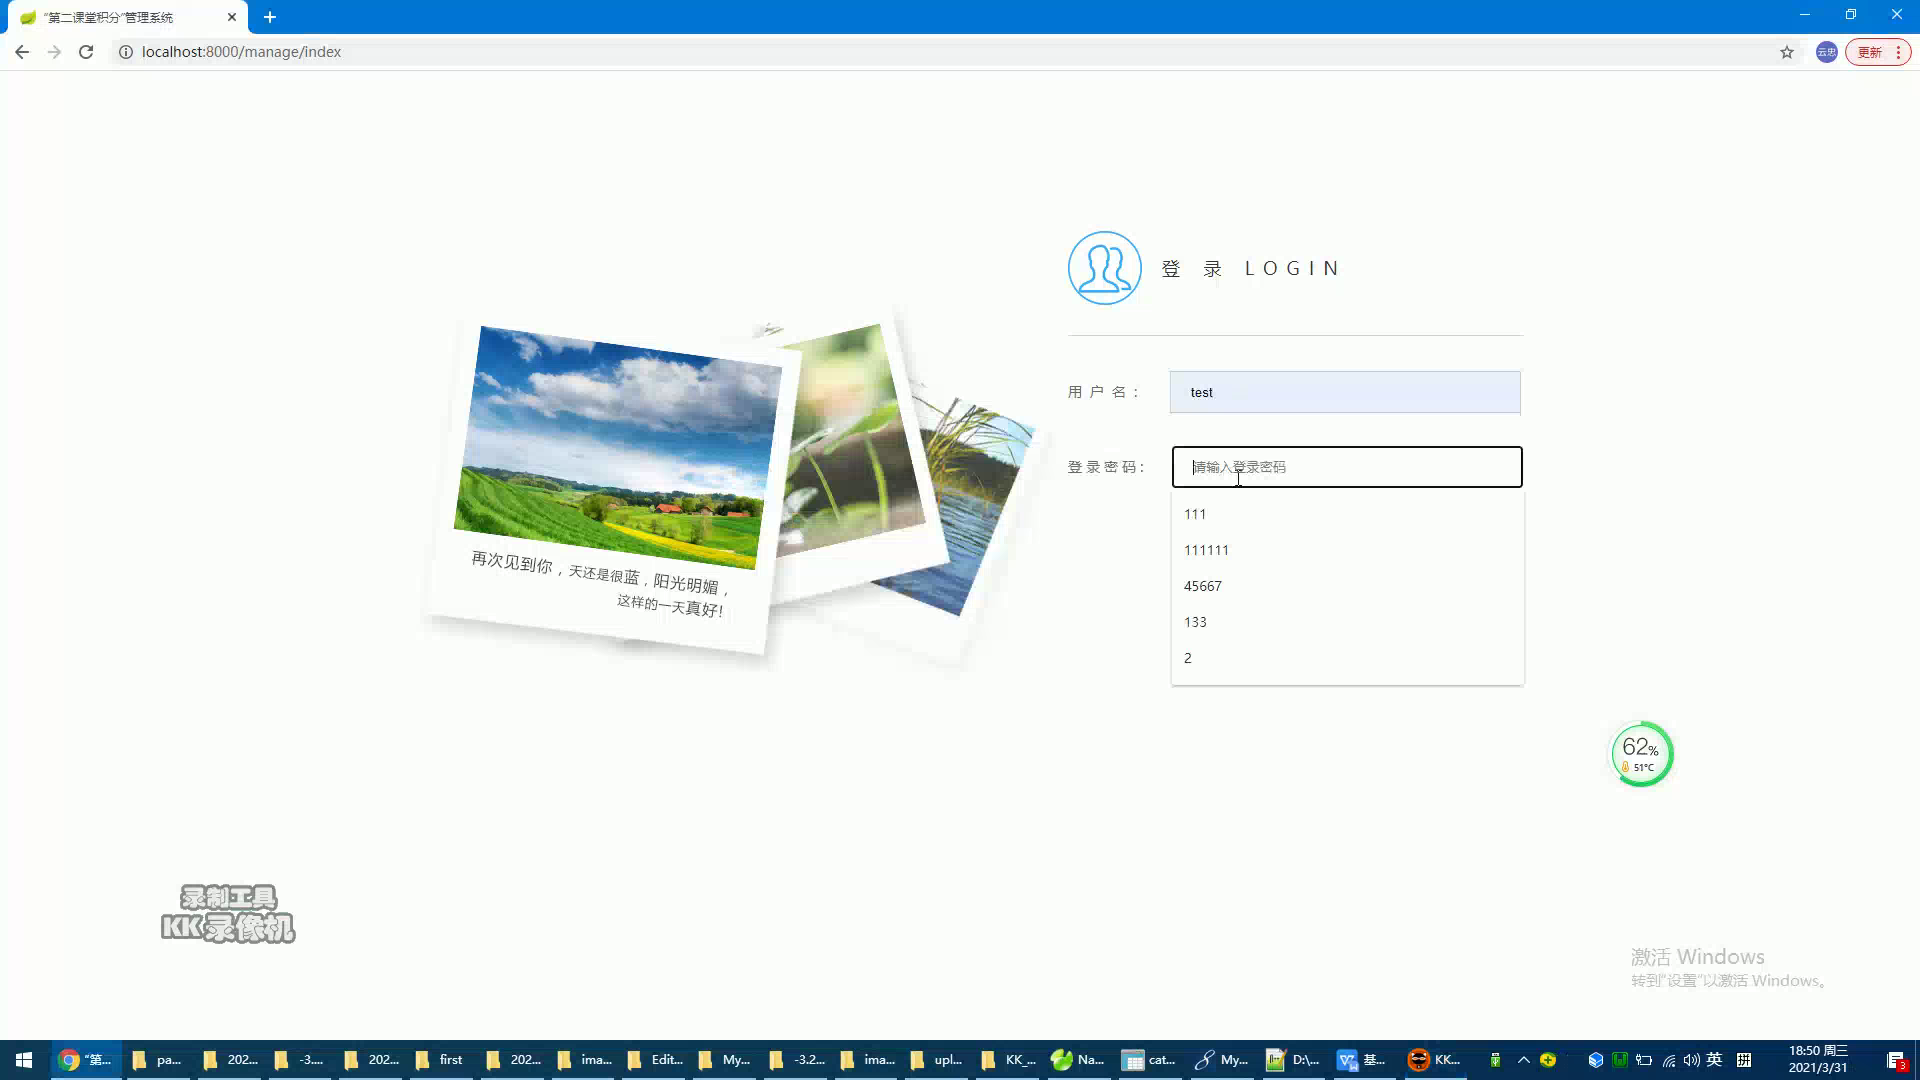 "第二课堂积分"管理系统
localhost:8000/manage/index
云忠
更新
登 录 LOGIN
用户名：
test
登录密码：
请输入登录密码
111
111111
45667
133
2
再次见到你，天还是很蓝，阳光明媚，
这样的一天真好!
62%
51°C
录制工具
KK录像机
激活 Windows
转到"设置"以激活 Windows。
"第...
pa...
202...
-3....
202...
first
202...
ima...
Edit...
My...
-3.2...
ima...
upl...
KK_...
Na...
cat...
My...
D:\...
基...
KK...
英
拼
18:50 周三
2021/3/31
3